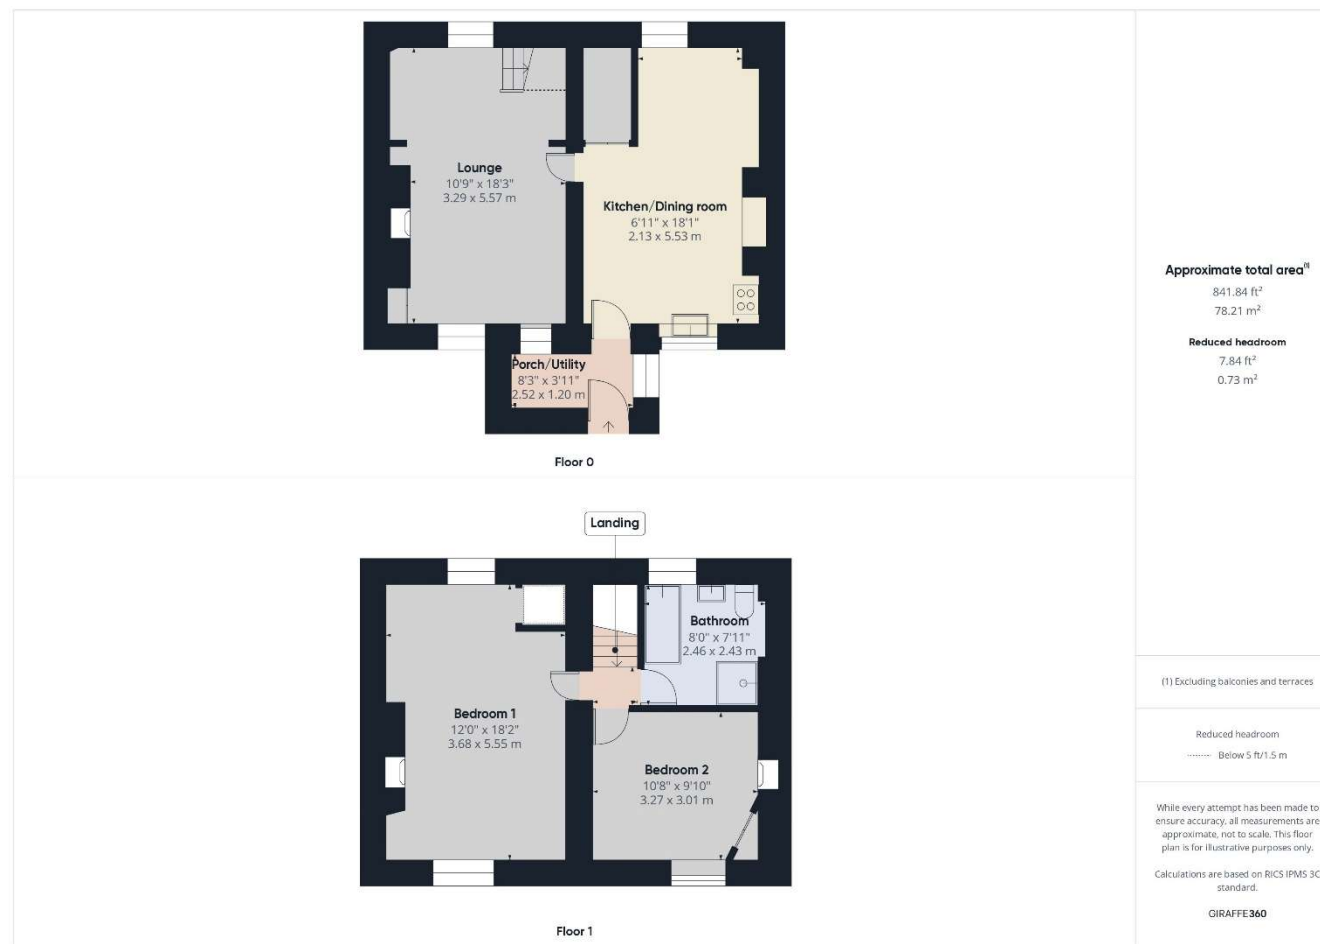 Lounge
10'9" x 18'3"
3.29 x 5.57 m
Kitchen/Dining room
6'11" x 18'1"
2.13 x 5.53 m
Porch/Utility
8'3" x 3'11"
2.52 x 1.20 m
Floor 0
Landing
Bathroom
8'0" x 7'11"
2.46 x 2.43 m
Bedroom 1
12'0" x 18'2"
3.68 x 5.55 m
Bedroom 2
10'8" x 9'10"
3.27 x 3.01 m
Floor 1
Approximate total area(1)
841.84 ft²
78.21 m²
Reduced headroom
7.84 ft²
0.73 m²
(1) Excluding balconies and terraces
Reduced headroom
Below 5 ft/1.5 m
While every attempt has been made to
ensure accuracy, all measurements are
approximate, not to scale. This floor
plan is for illustrative purposes only.
Calculations are based on RICS IPMS 3C
standard.
GIRAFFE360